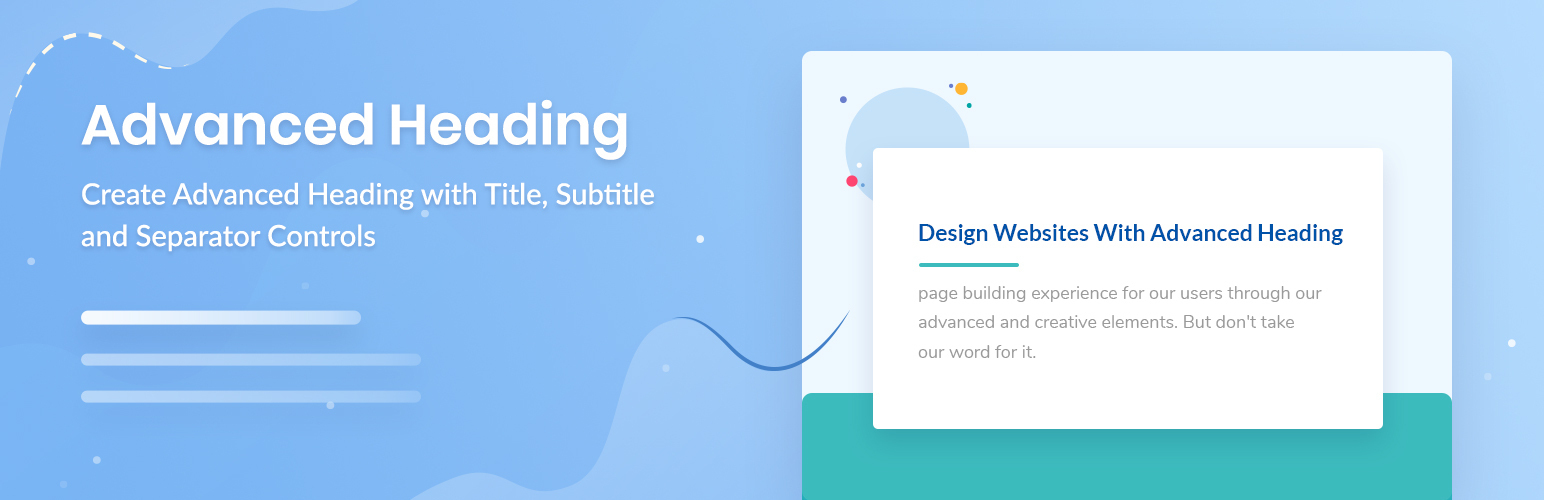 Advanced Heading
Create Advanced Heading with Title, Subtitle
and Separator Controls
Design Websites With Advanced Heading
page building experience for our users through our
advanced and creative elements. But don't take
our word for it.